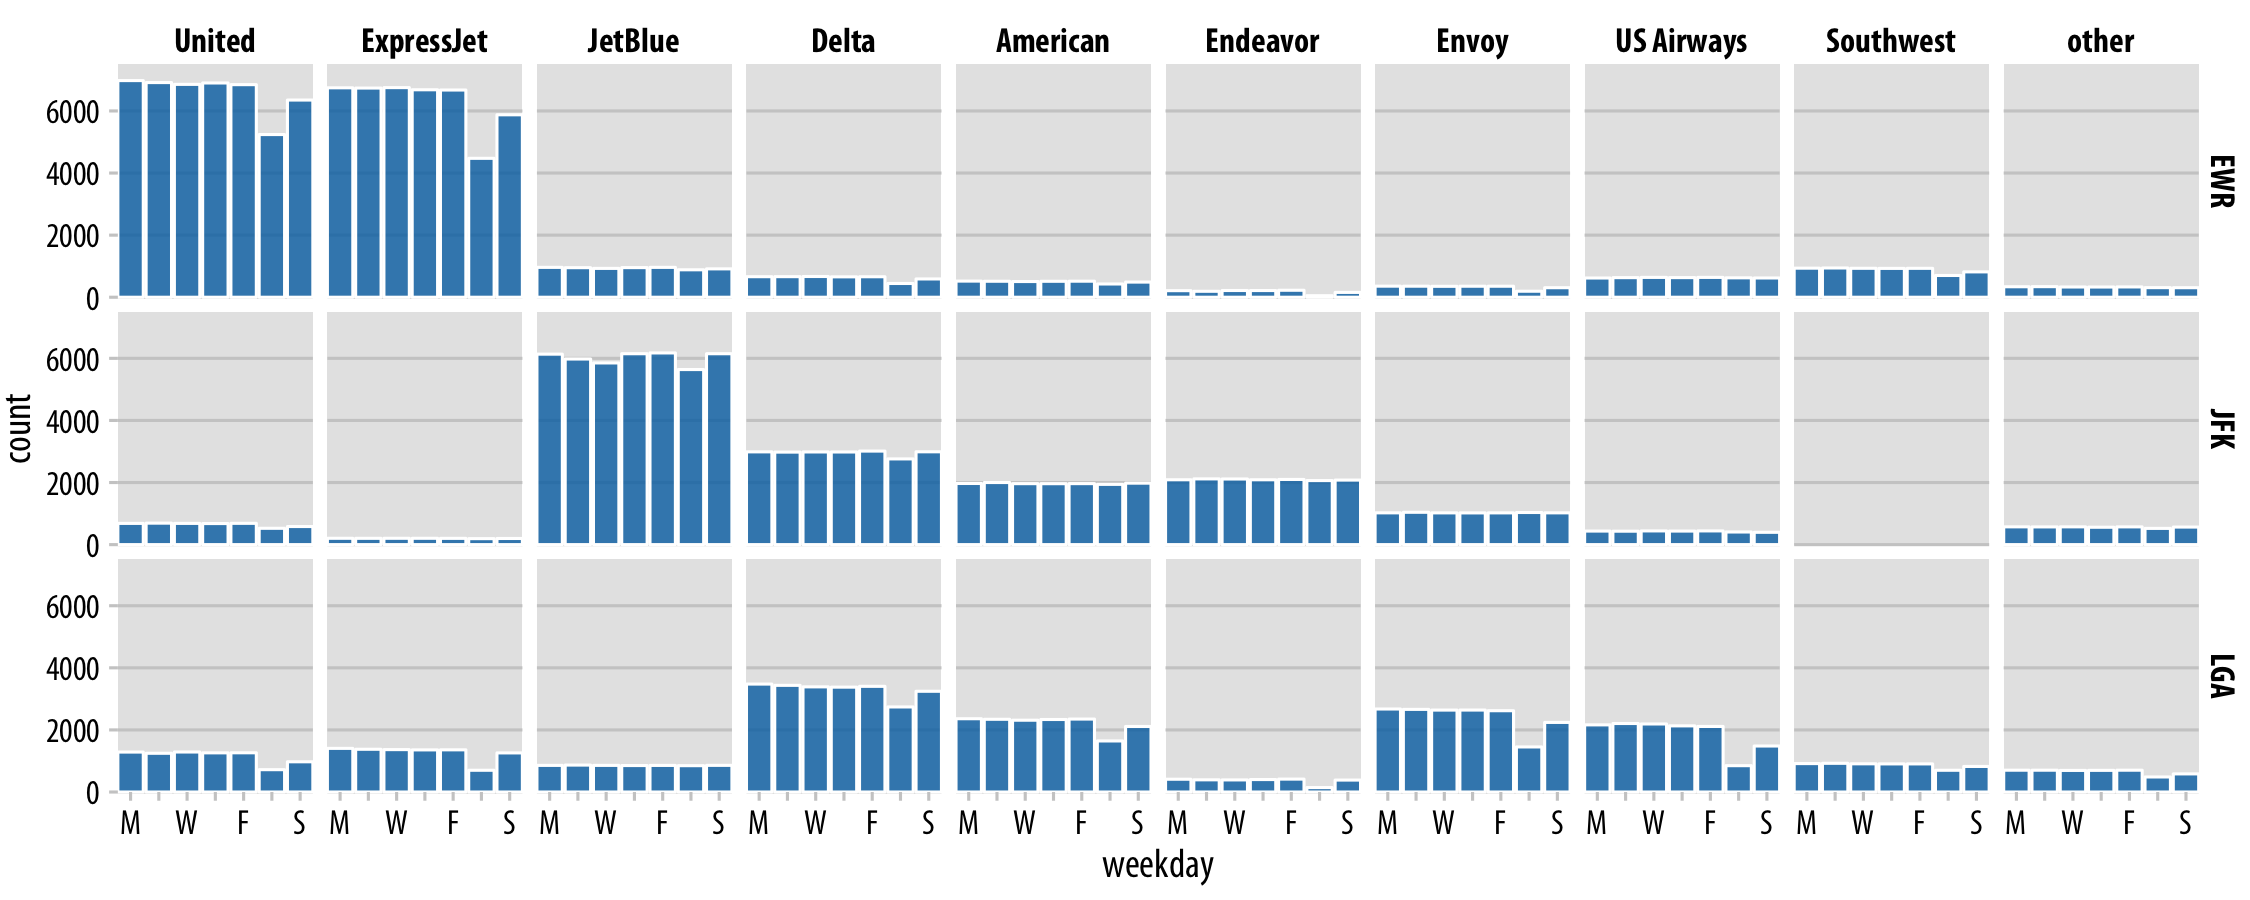 United ExpressJet JetBlue Delta American Endeavor Envoy US Airways Southwest other
6000
4000
2000
0
EWR
6000
4000
2000
0
JFK
count
6000
4000
2000
0
LGA
M W F S M W F S M W F S M W F S M W F S M W F S M W F S M W F S M W F S M W F S
weekday